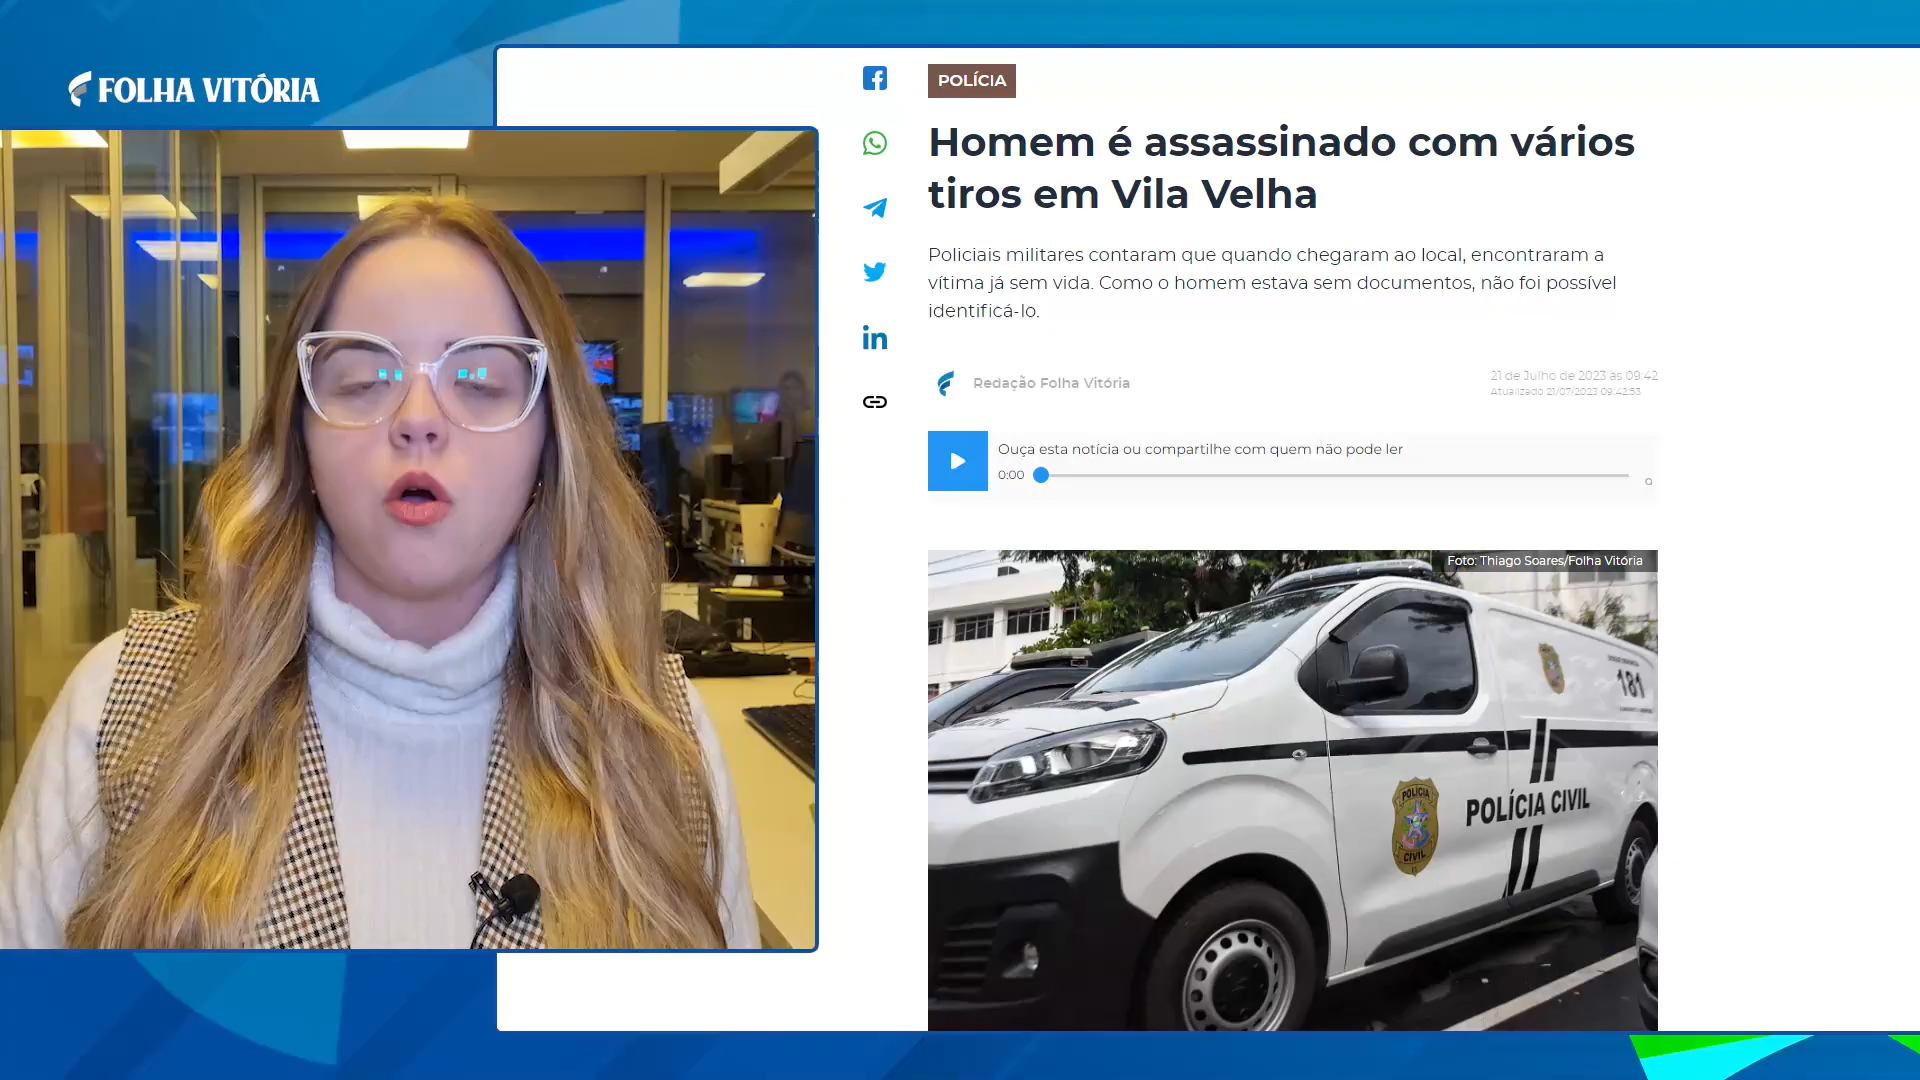 FOLHA VITÓRIA
POLÍCIA
Homem é assassinado com vários
tiros em Vila Velha
Policiais militares contaram que quando chegaram ao local, encontraram a
vítima já sem vida. Como o homem estava sem documentos, não foi possível
identificá-lo.
Redação Folha Vitória
21 de Julho de 2023 às 09:42
Atualizado 21/07/2023 09:42:53
Ouça esta notícia ou compartilhe com quem não pode ler
0:00
Foto: Thiago Soares/Folha Vitória
181
POLÍCIA
CIVIL
POLÍCIA CIVIL